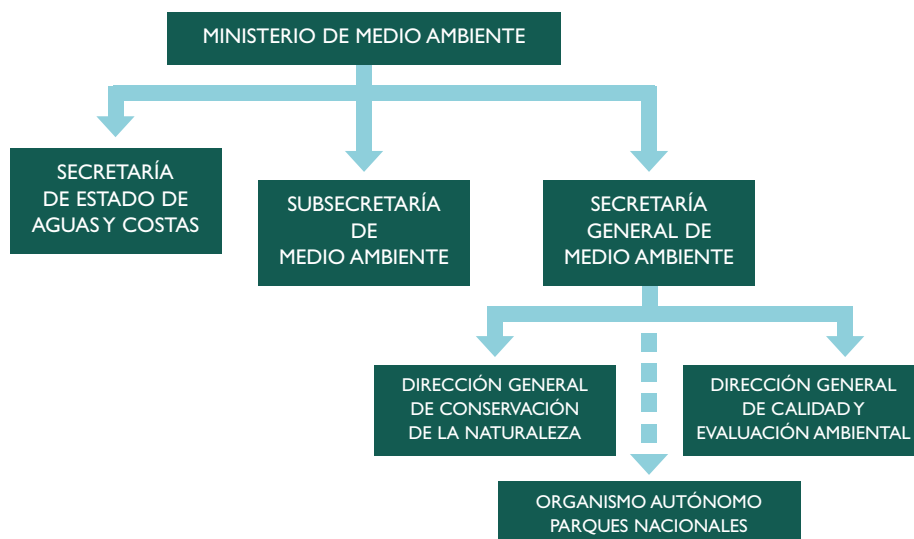 MINISTERIO DE MEDIO AMBIENTE
SECRETARÍA
DE ESTADO DE
AGUAS Y COSTAS
SUBSECRETARÍA
DE
MEDIO AMBIENTE
SECRETARÍA
GENERAL DE
MEDIO AMBIENTE
DIRECCIÓN GENERAL
DE CONSERVACIÓN
DE LA NATURALEZA
DIRECCIÓN GENERAL
DE CALIDAD Y
EVALUACIÓN AMBIENTAL
ORGANISMO AUTÓNOMO
PARQUES NACIONALES